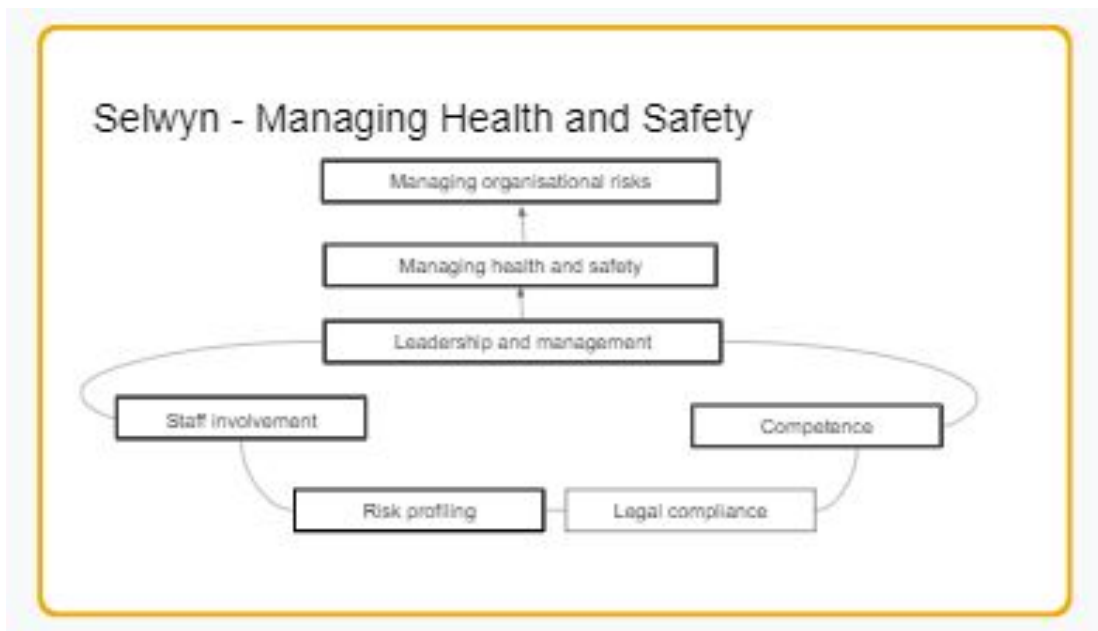 Selwyn - Managing Health and Safety
Managing organisational risks
Managing health and safety
Leadership and management
Staff involvement
Competence
Risk profiling
Legal compliance